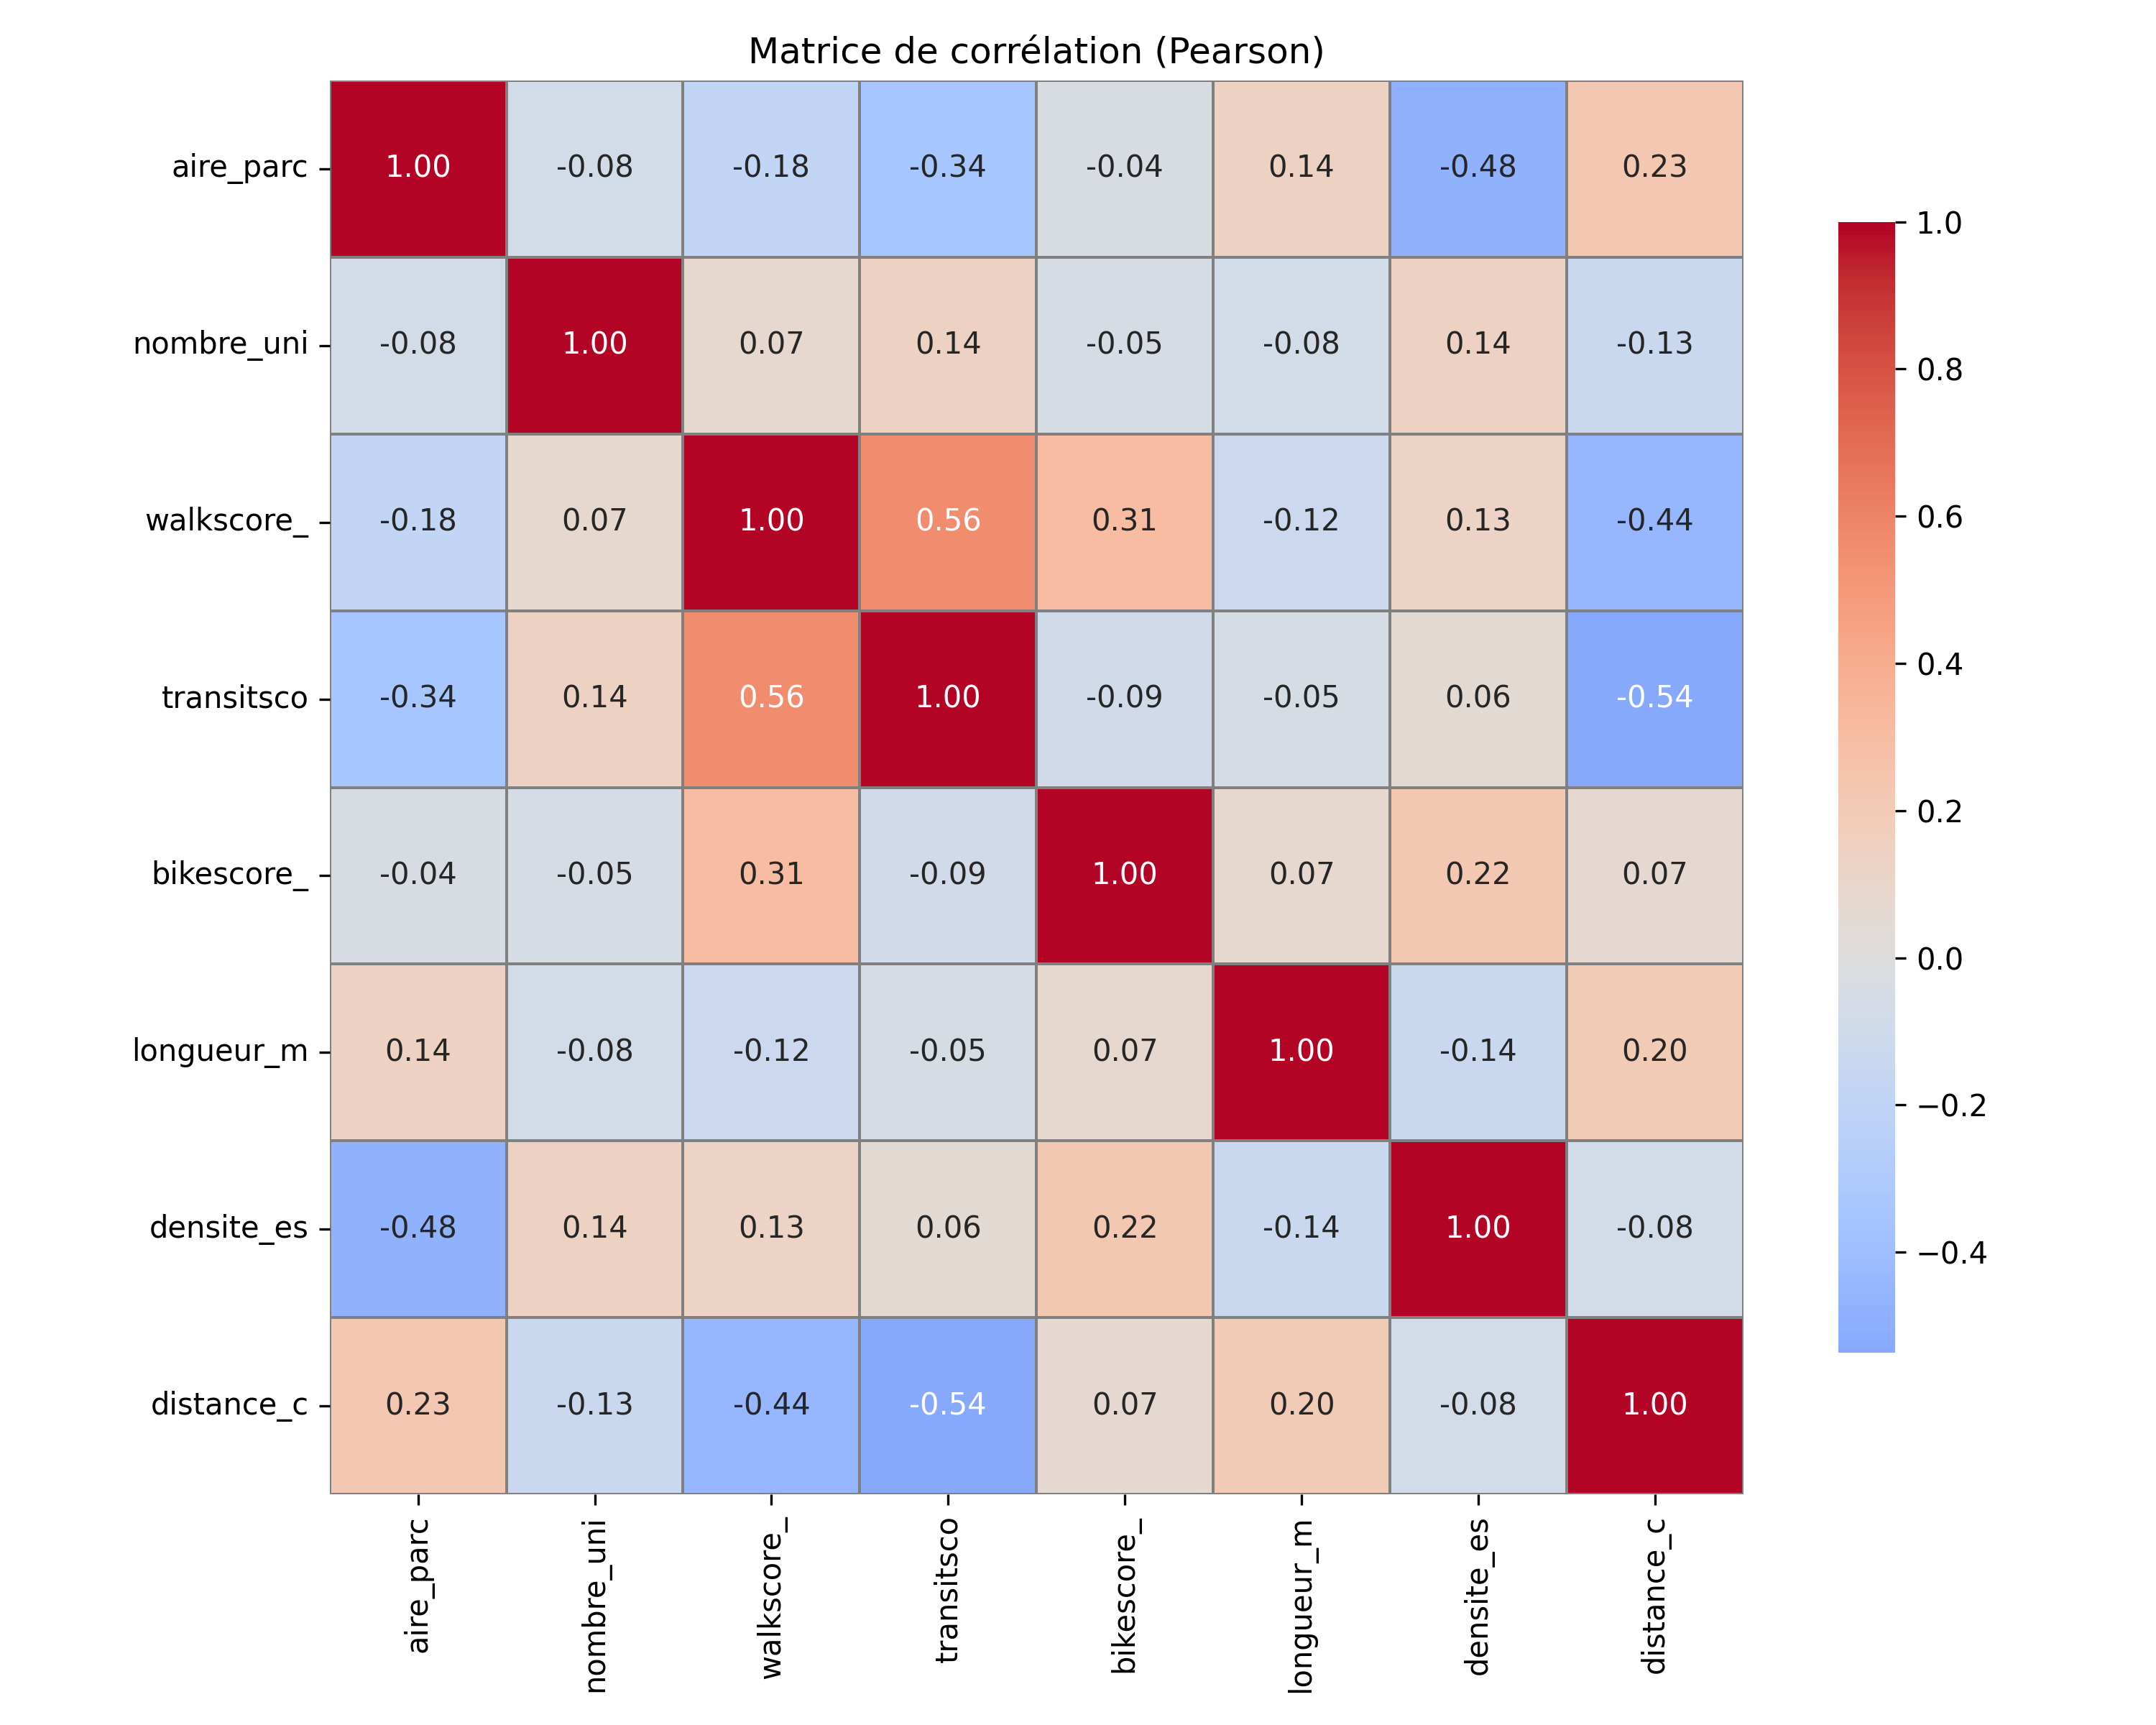 Matrice de corrélation (Pearson)
aire_parc 1.00 -0.08 -0.18 -0.34 -0.04 0.14 -0.48 0.23
nombre_uni -0.08 1.00 0.07 0.14 -0.05 -0.08 0.14 -0.13
walkscore_ -0.18 0.07 1.00 0.56 0.31 -0.12 0.13 -0.44
transitsco -0.34 0.14 0.56 1.00 -0.09 -0.05 0.06 -0.54
bikescore_ -0.04 -0.05 0.31 -0.09 1.00 0.07 0.22 0.07
longueur_m 0.14 -0.08 -0.12 -0.05 0.07 1.00 -0.14 0.20
densite_es -0.48 0.14 0.13 0.06 0.22 -0.14 1.00 -0.08
distance_c 0.23 -0.13 -0.44 -0.54 0.07 0.20 -0.08 1.00
aire_parc nombre_uni walkscore_ transitsco bikescore_ longueur_m densite_es distance_c
1.0
0.8
0.6
0.4
0.2
0.0
−0.2
−0.4